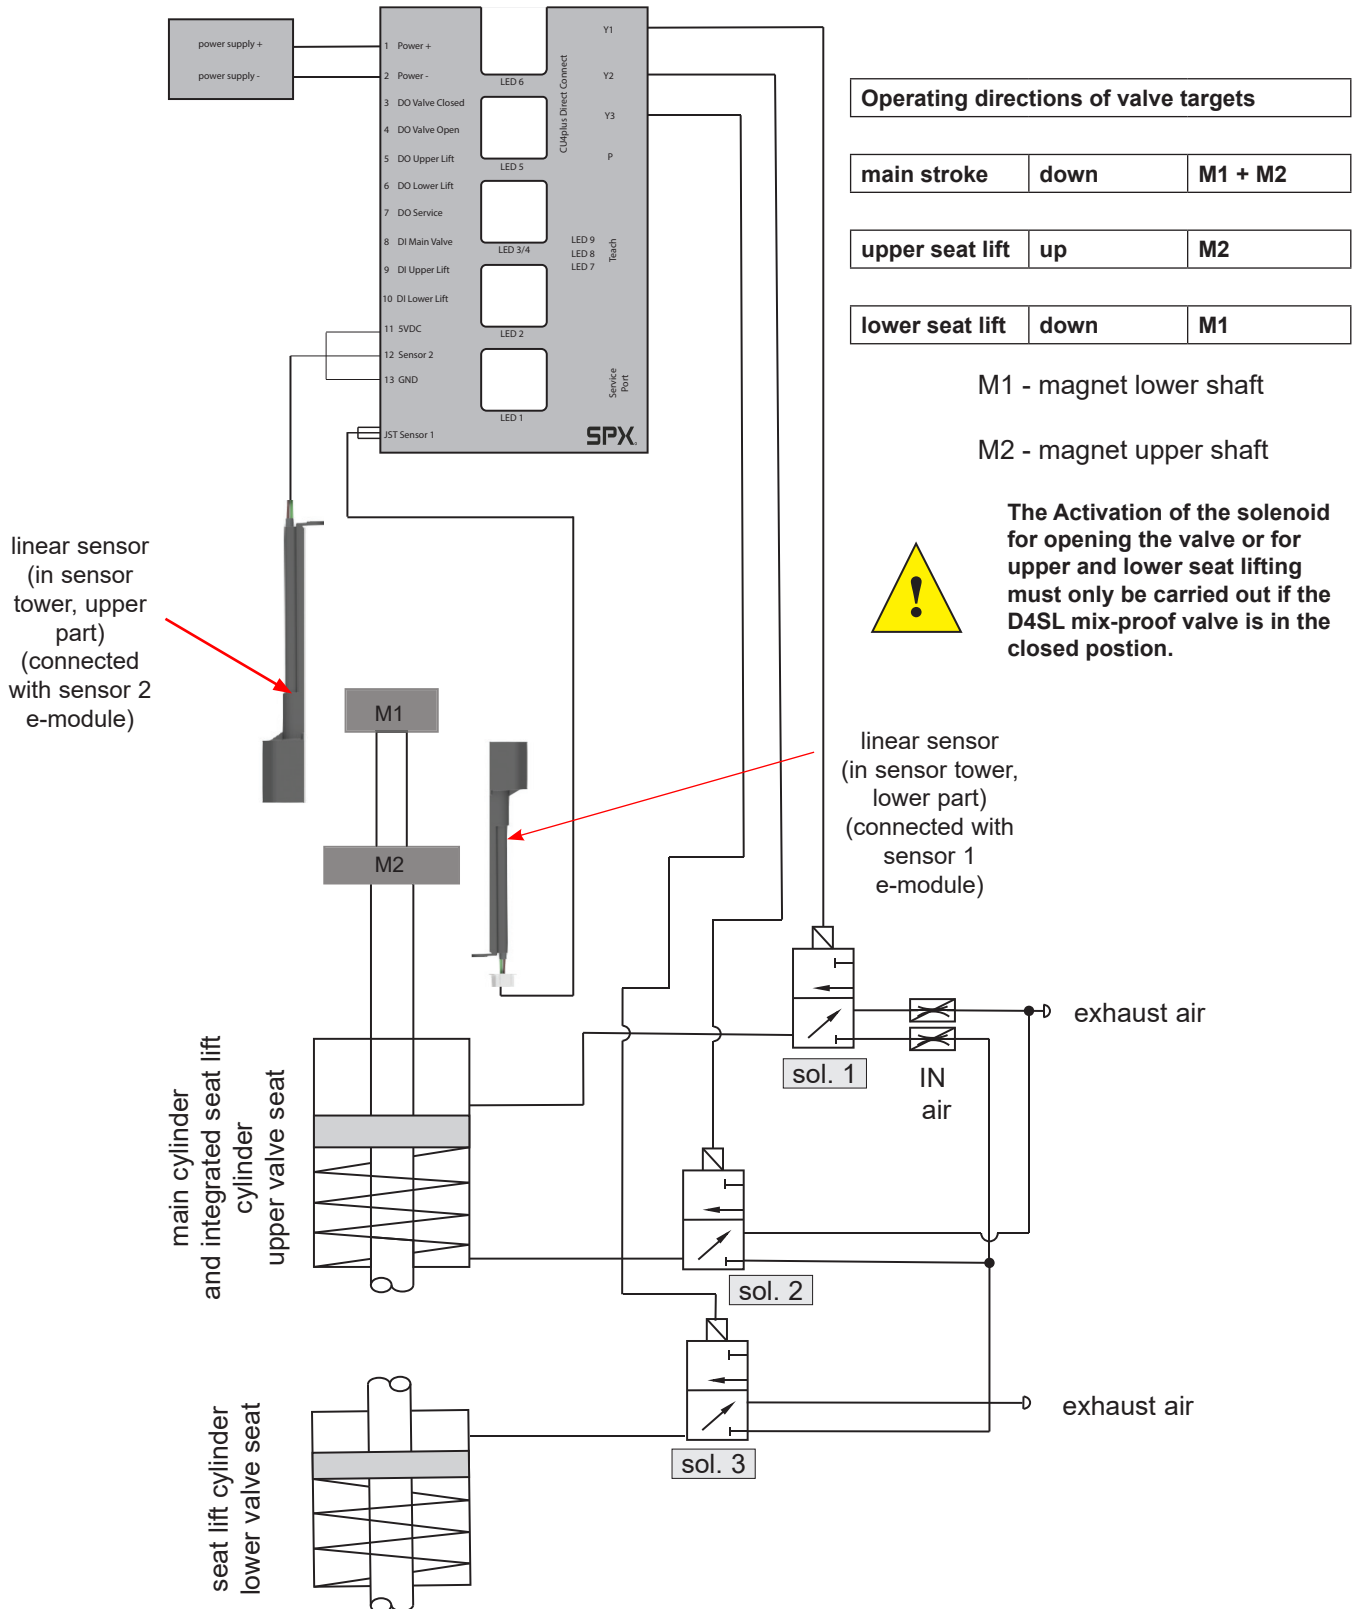 power supply +
power supply -
1 Power +
2 Power -
3 DO Valve Closed
4 DO Valve Open
5 DO Upper Lift
6 DO Lower Lift
7 DO Service
8 DI Main Valve
9 DI Upper Lift
10 DI Lower Lift
11 5VDC
12 Sensor 2
13 GND
JST Sensor 1
LED 6
LED 5
LED 3/4
LED 2
LED 1
CU4plus Direct Connect
Y1
Y2
Y3
P
LED 9
LED 8
LED 7
Teach
Service
Port
SPX
Operating directions of valve targets
main stroke down M1 + M2
upper seat lift up M2
lower seat lift down M1
M1 - magnet lower shaft
M2 - magnet upper shaft
!
The Activation of the solenoid
for opening the valve or for
upper and lower seat lifting
must only be carried out if the
D4SL mix-proof valve is in the
closed postion.
linear sensor
(in sensor
tower, upper
part)
(connected
with sensor 2
e-module)
M1
M2
linear sensor
(in sensor tower,
lower part)
(connected with
sensor 1
e-module)
exhaust air
sol. 1
IN
air
main cylinder
and integrated seat lift
cylinder
upper valve seat
sol. 2
exhaust air
sol. 3
seat lift cylinder
lower valve seat